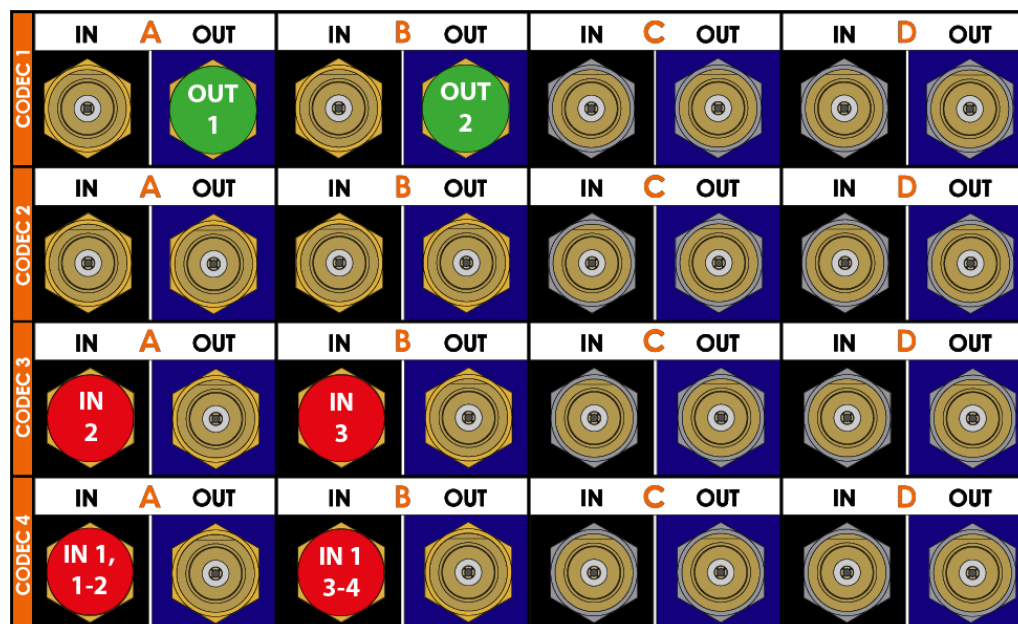 CODEC 1
IN A OUT IN B OUT IN C OUT IN D OUT
OUT
1
OUT
2
CODEC 2
IN A OUT IN B OUT IN C OUT IN D OUT
CODEC 3
IN A OUT IN B OUT IN C OUT IN D OUT
IN
2
IN
3
CODEC 4
IN A OUT IN B OUT IN C OUT IN D OUT
IN 1,
1-2
IN 1
3-4